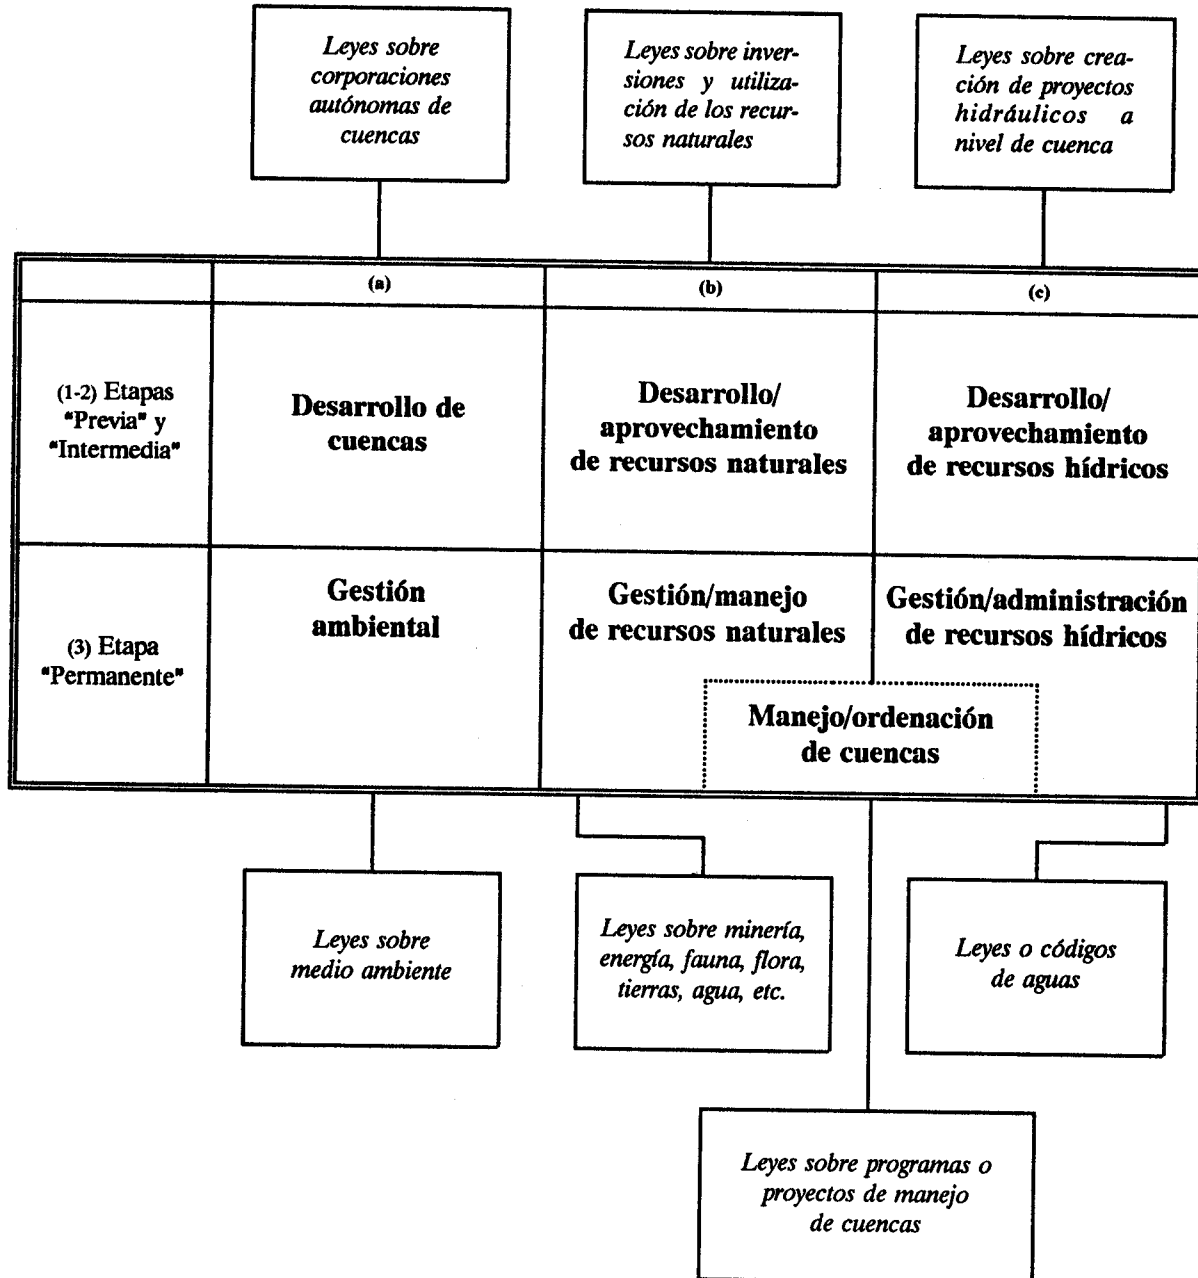 Leyes sobre
corporaciones
autónomas de
cuencas
Leyes sobre inver-
siones y utiliza-
ción de los recur-
sos naturales
Leyes sobre crea-
ción de proyectos
hidráulicos a
nivel de cuenca
(a)
(b)
(c)
(1-2) Etapas
"Previa" y
"Intermedia"
Desarrollo de
cuencas
Desarrollo/
aprovechamiento
de recursos naturales
Desarrollo/
aprovechamiento
de recursos hídricos
(3) Etapa
"Permanente"
Gestión
ambiental
Gestión/manejo
de recursos naturales
Gestión/administración
de recursos hídricos
Manejo/ordenación
de cuencas
Leyes sobre
medio ambiente
Leyes sobre minería,
energía, fauna, flora,
tierras, agua, etc.
Leyes o códigos
de aguas
Leyes sobre programas o
proyectos de manejo
de cuencas